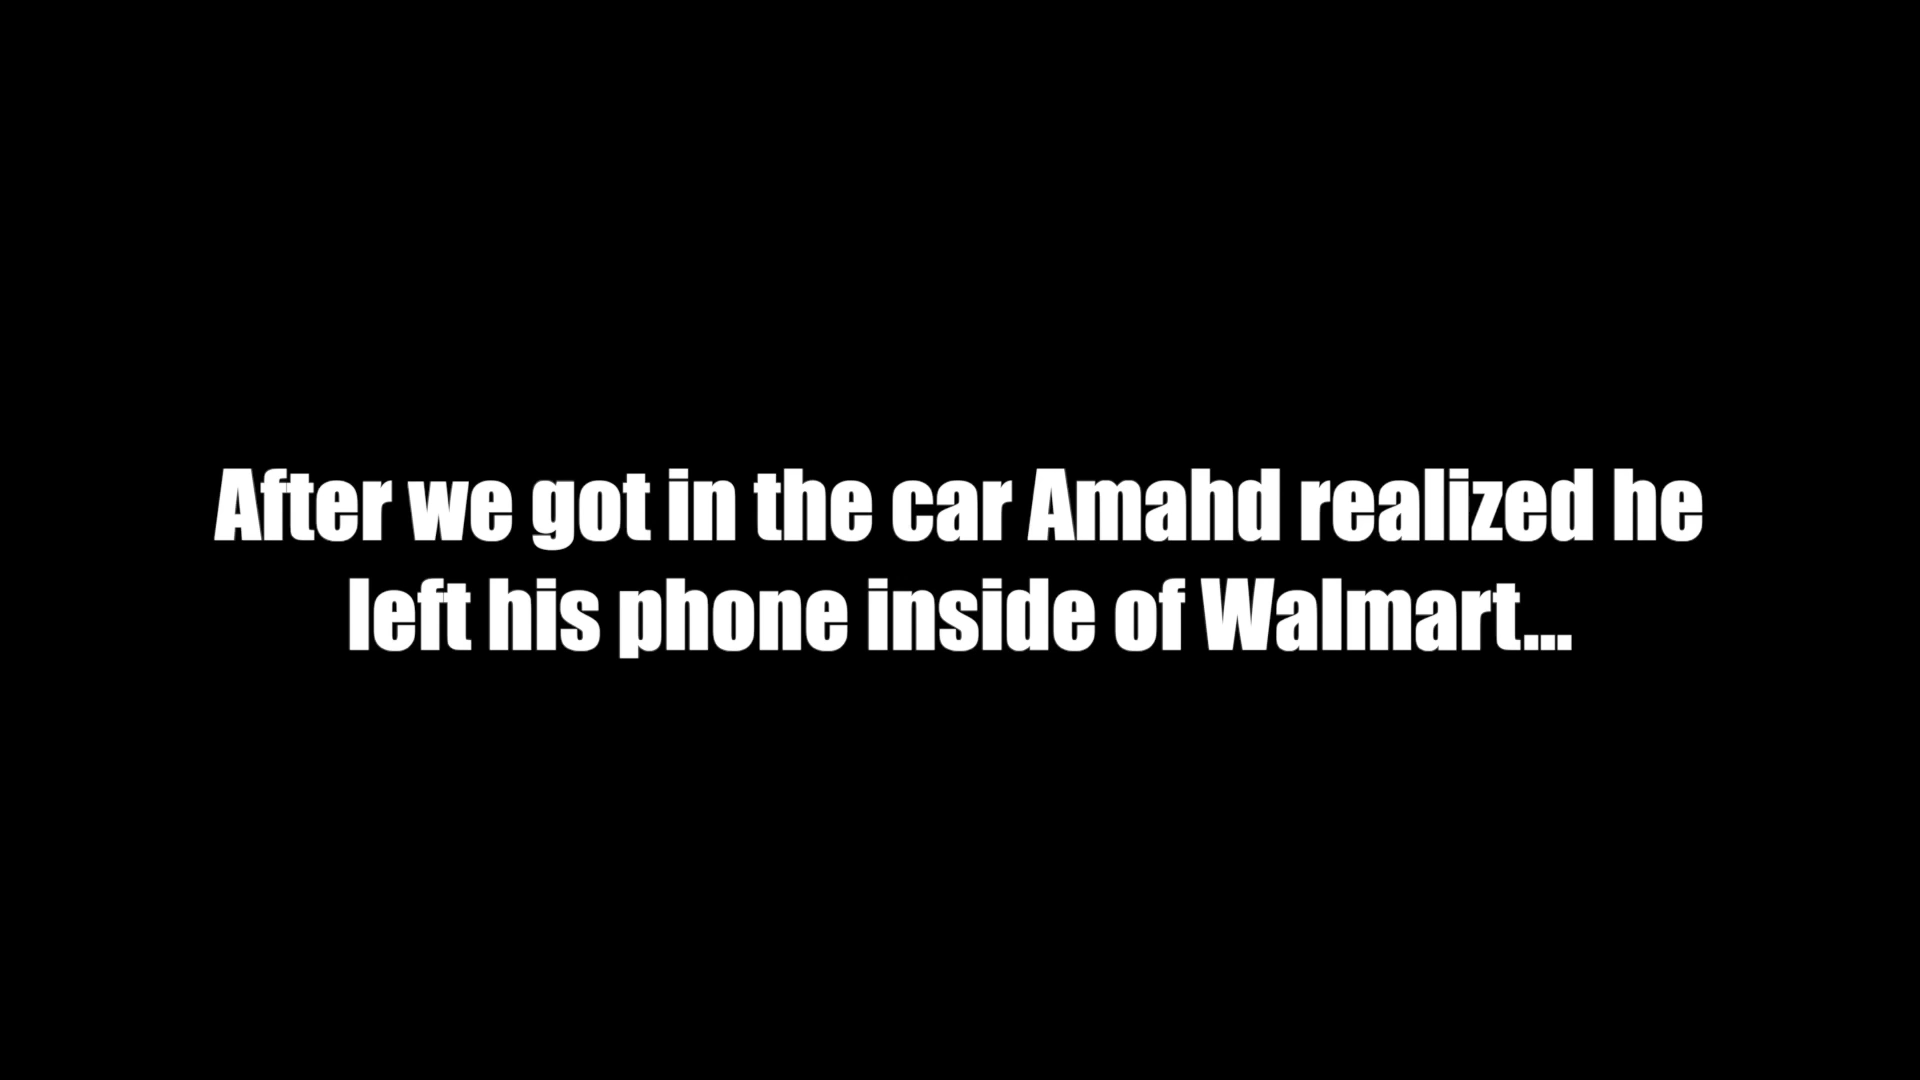 After we got in the car Amahd realized he
left his phone inside of Walmart...